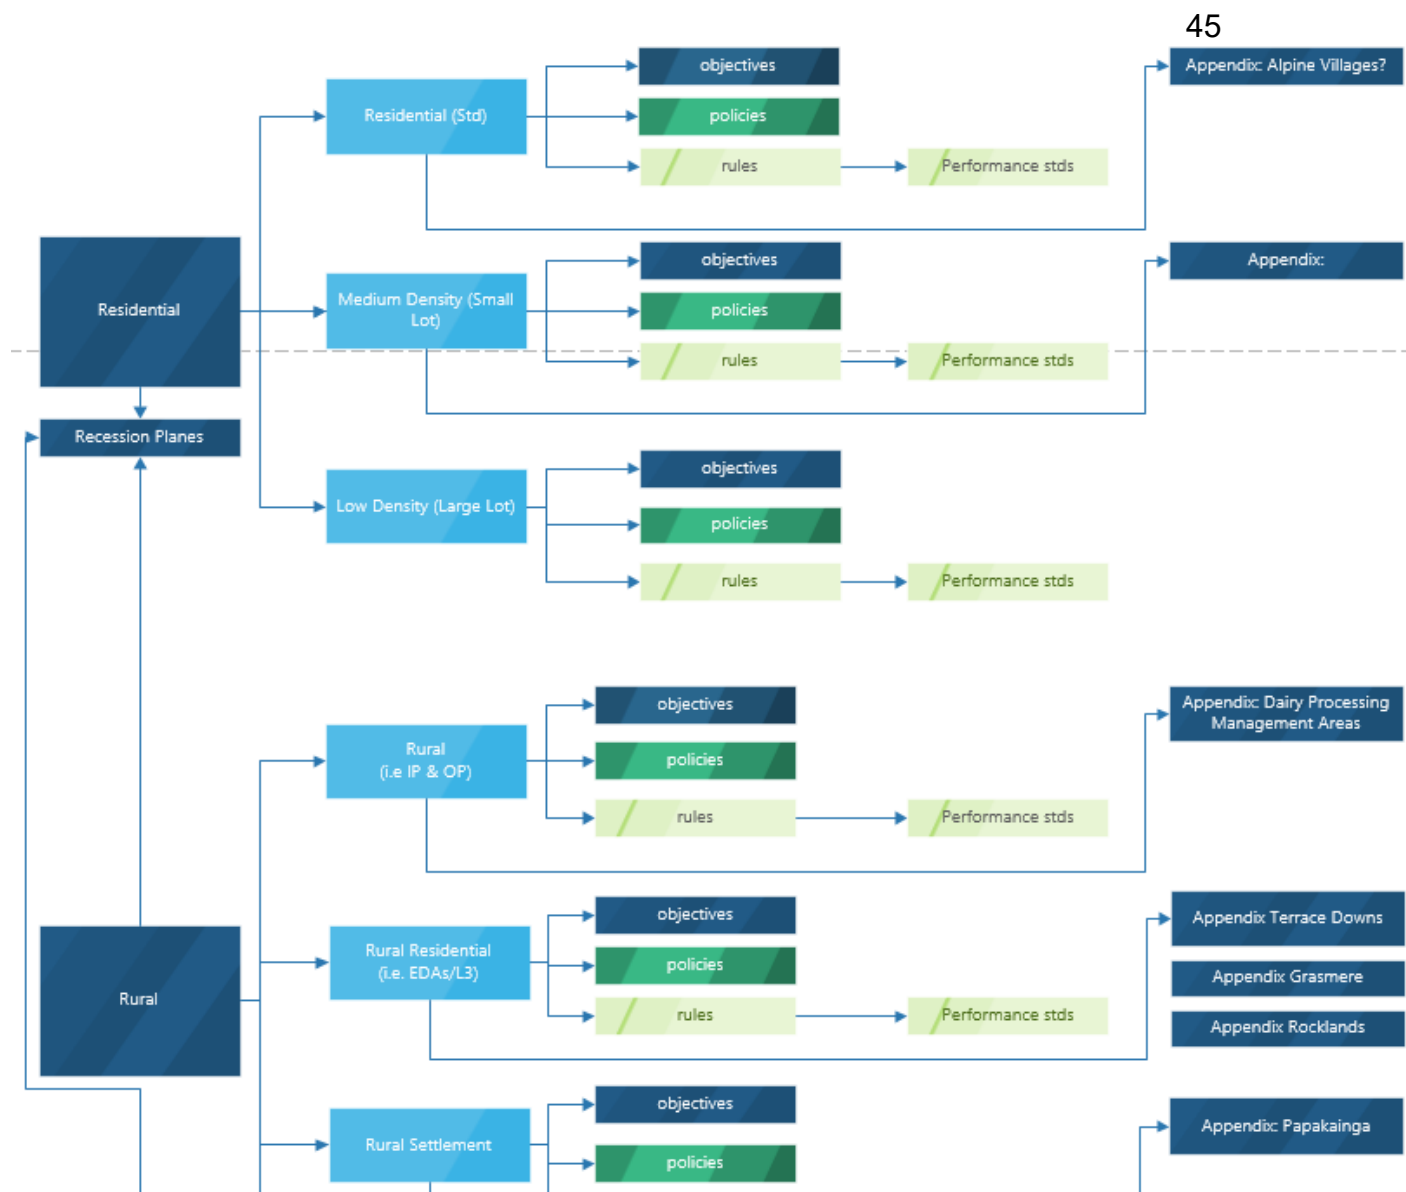 45
objectives
Appendix: Alpine Villages?
Residential (Std)
policies
rules
Performance stds
objectives
Appendix:
Residential
Medium Density (Small
Lot)
policies
rules
Performance stds
Recession Planes
objectives
Low Density (Large Lot)
policies
rules
Performance stds
objectives
Appendix: Dairy Processing
Management Areas
Rural
(i.e IP & OP)
policies
rules
Performance stds
objectives
Appendix Terrace Downs
Rural Residential
(i.e. EDAs/L3)
policies
Appendix Grasmere
Rural
rules
Performance stds
Appendix Rocklands
objectives
Appendix: Papakainga
Rural Settlement
policies